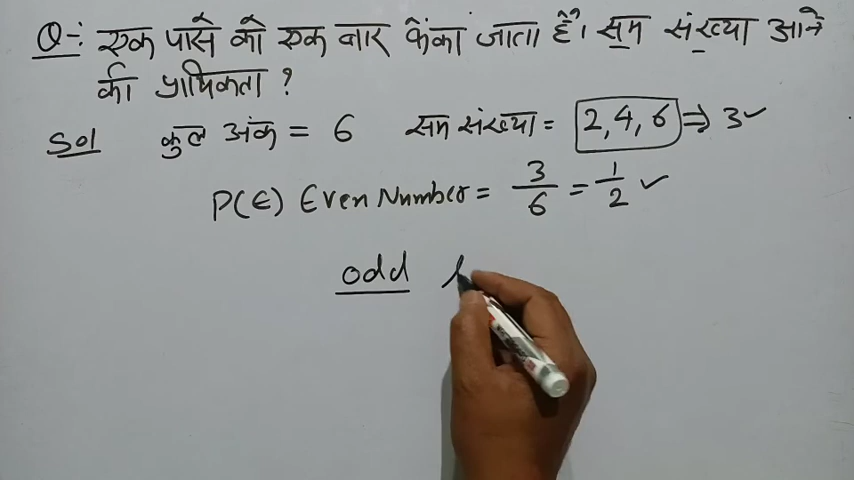 Q-: एक पासे को एक बार फेंका जाता है। सम संख्या आने
की प्रायिकता ?
Sol कुल अंक = 6 सम संख्या = 2, 4, 6 ⇒ 3 ✓
P(E) Even Number = 3/6 = 1/2 ✓
odd